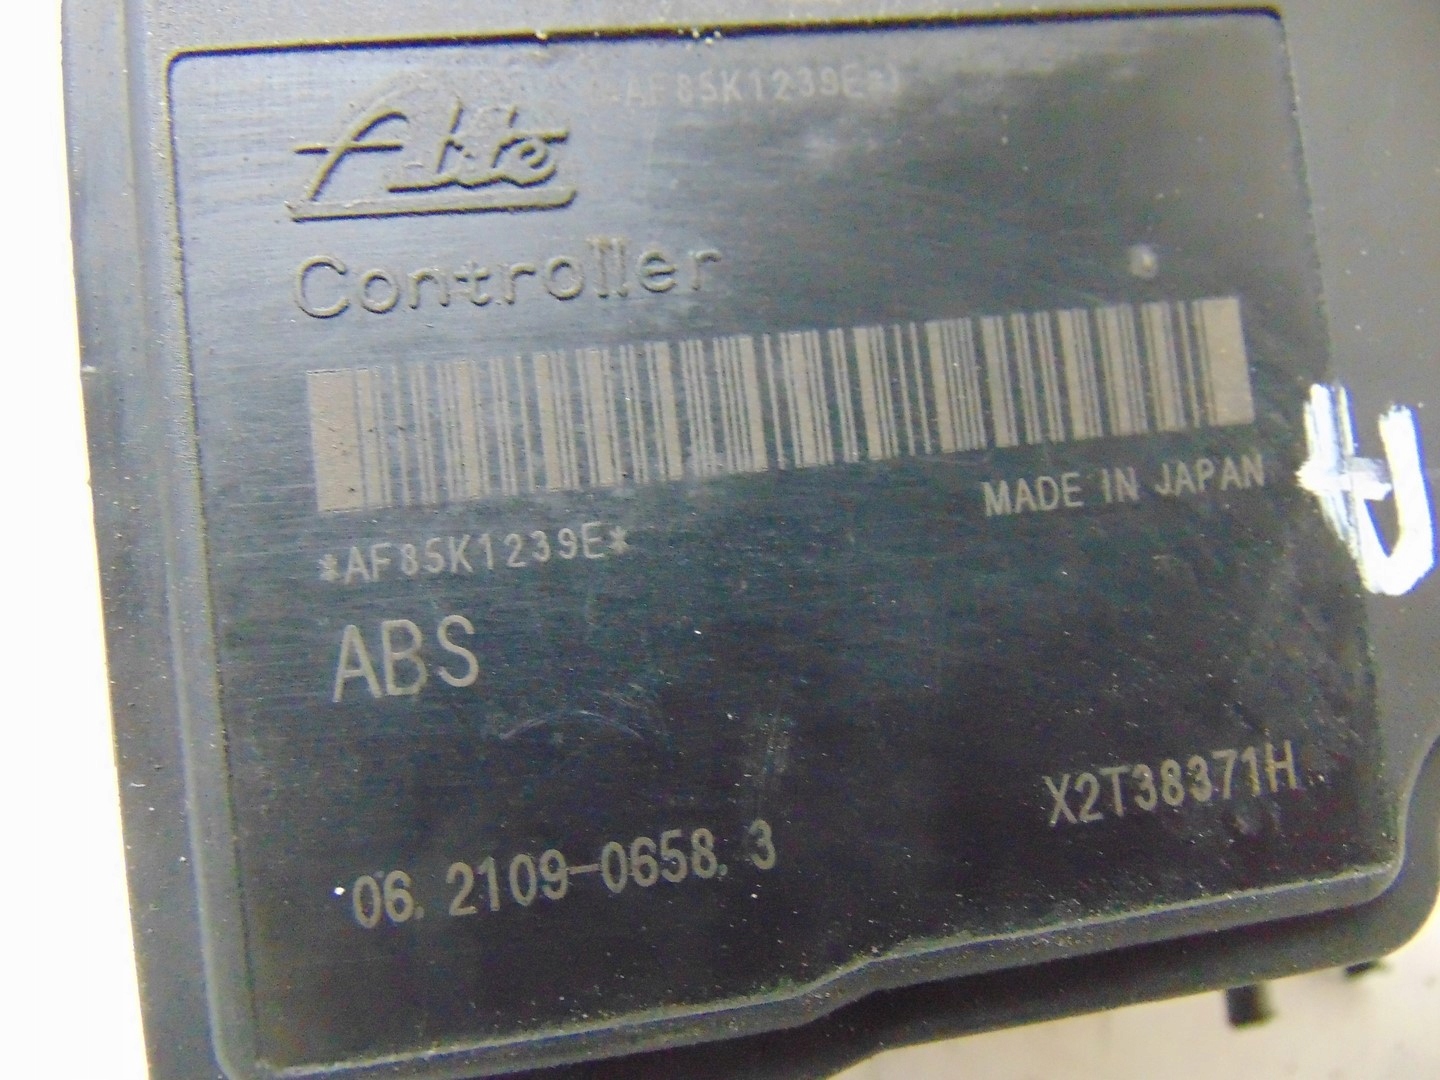 *AF85K1239E*
Ate
Controller
MADE IN JAPAN
*AF85K1239E*
ABS
X2T38371H
06.2109-0658.3